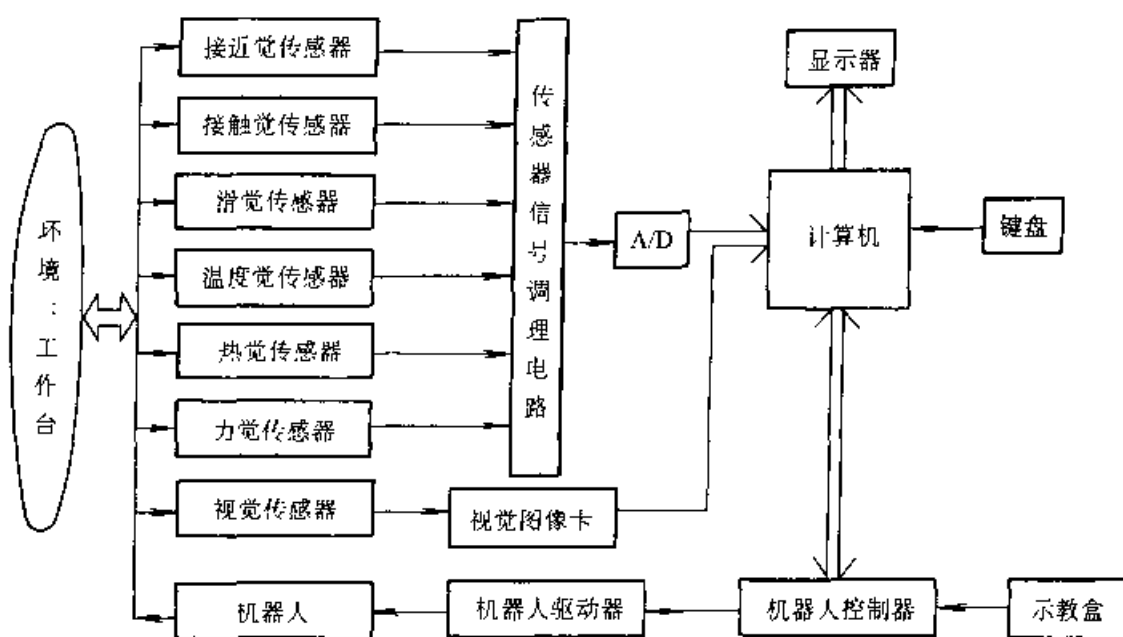 接近觉传感器
接触觉传感器
滑觉传感器
温度觉传感器
热觉传感器
力觉传感器
视觉传感器
机器人
环境:工作台
传感器信号调理电路
A/D
视觉图像卡
机器人驱动器
显示器
计算机
键盘
机器人控制器
示教盒